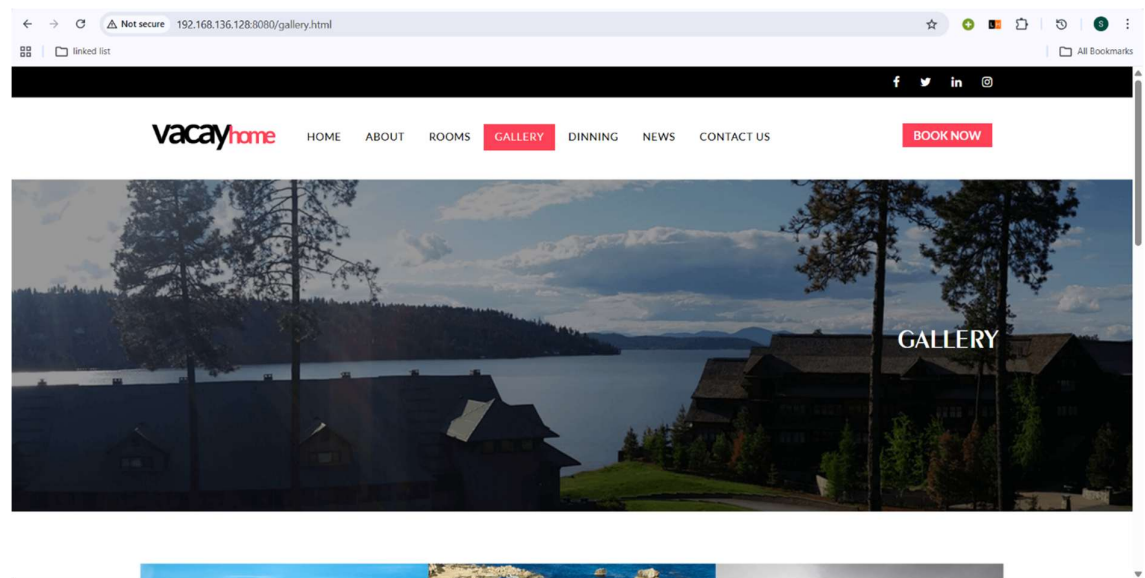 Not secure 192.168.136.128:8080/gallery.html
S
linked list
All Bookmarks
f in
vacayhome HOME ABOUT ROOMS GALLERY DINNING NEWS CONTACT US BOOK NOW
GALLERY